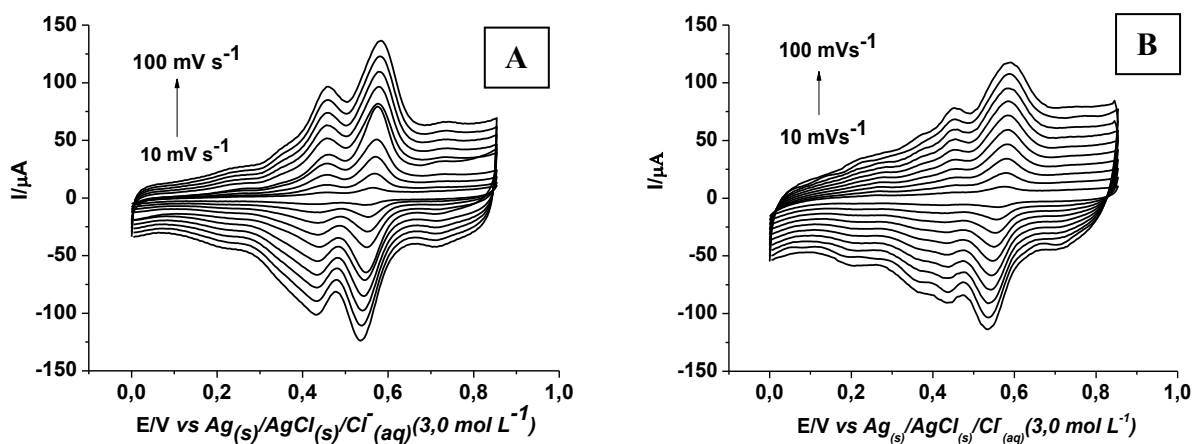 A
100 mV s-1
10 mV s-1
I/µA
150
100
50
0
-50
-100
-150
0,0 0,2 0,4 0,6 0,8 1,0
E/V vs Ag(s)/AgCl(s)/Cl-(aq)(3,0 mol L-1)
B
100 mVs-1
10 mVs-1
I/µA
150
100
50
0
-50
-100
-150
0,0 0,2 0,4 0,6 0,8 1,0
E/V vs Ag(s)/AgCl(s)/Cl-(aq)(3,0 mol L-1)